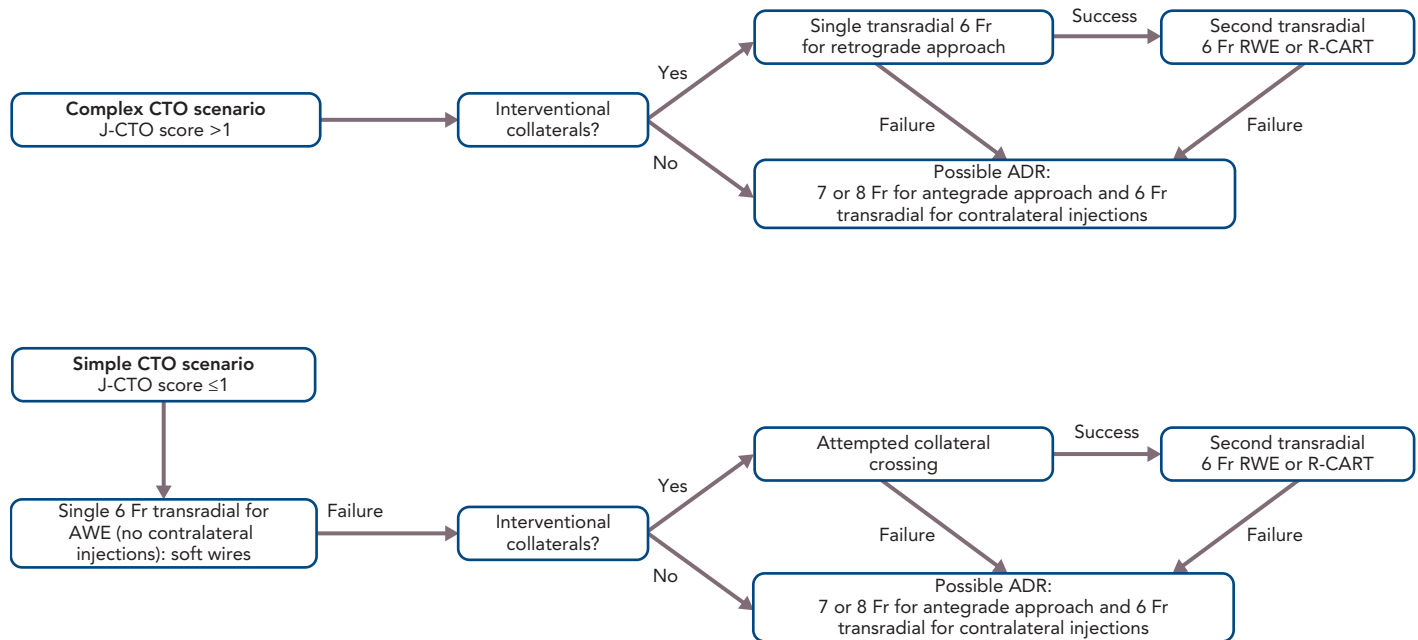 Complex CTO scenario
J-CTO score >1
Interventional
collaterals?
Yes
No
Single transradial 6 Fr
for retrograde approach
Success
Second transradial
6 Fr RWE or R-CART
Failure
Failure
Possible ADR:
7 or 8 Fr for antegrade approach and 6 Fr
transradial for contralateral injections
Simple CTO scenario
J-CTO score ≤1
Single 6 Fr transradial for
AWE (no contralateral
injections): soft wires
Failure
Interventional
collaterals?
Yes
No
Attempted collateral
crossing
Success
Second transradial
6 Fr RWE or R-CART
Failure
Failure
Possible ADR:
7 or 8 Fr for antegrade approach and 6 Fr
transradial for contralateral injections